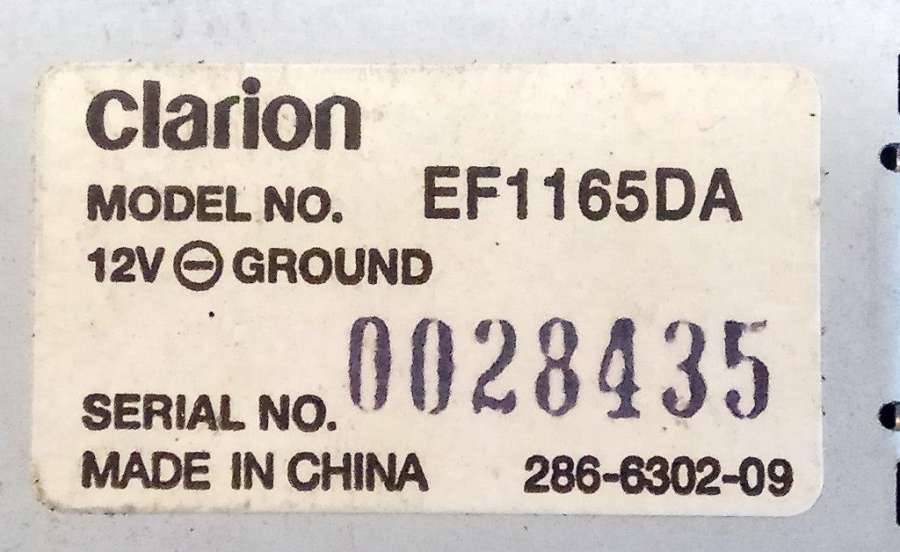 clarion
MODEL NO. EF1165DA
12V ⊖ GROUND
SERIAL NO. 0028435
MADE IN CHINA 286-6302-09